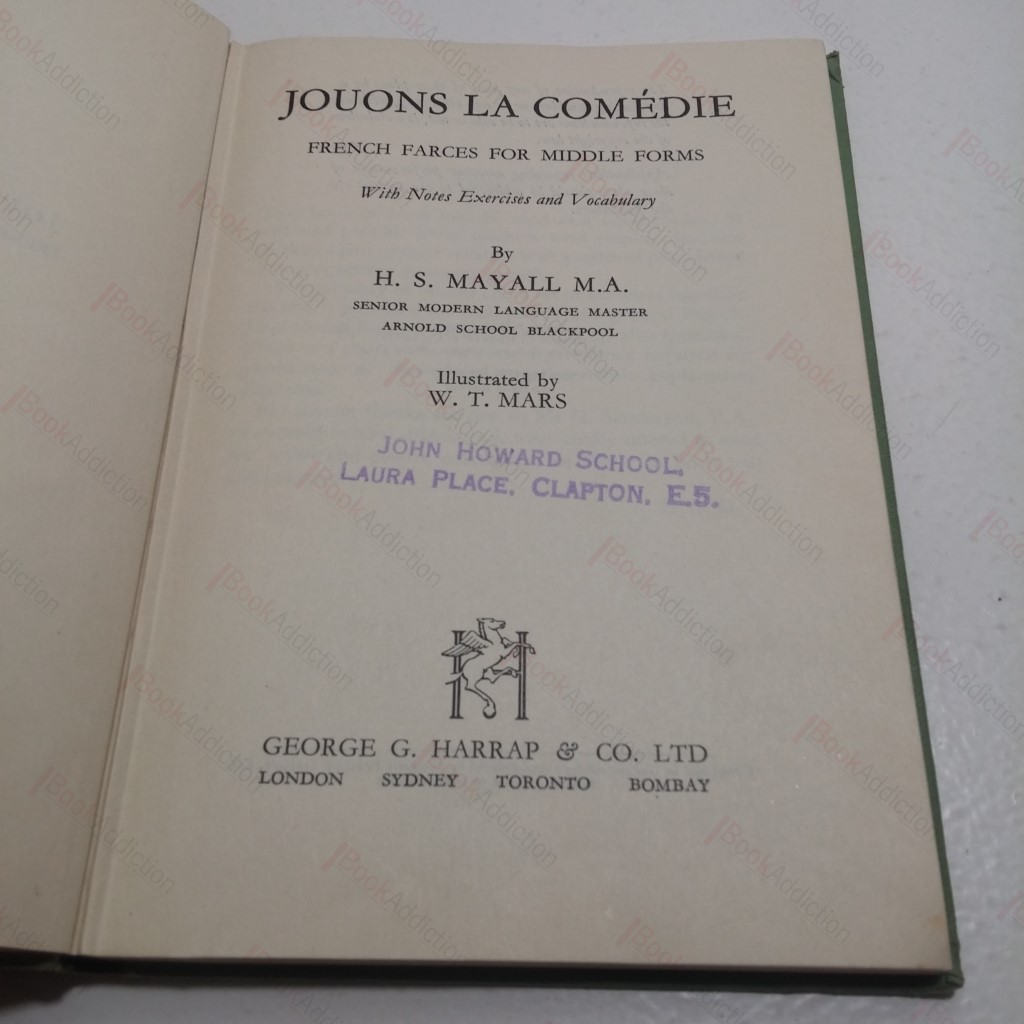 JOUONS LA COMÉDIE
FRENCH FARCES FOR MIDDLE FORMS
With Notes Exercises and Vocabulary
By
H. S. MAYALL M.A.
SENIOR MODERN LANGUAGE MASTER
ARNOLD SCHOOL BLACKPOOL
Illustrated by
W. T. MARS
JOHN HOWARD SCHOOL,
LAURA PLACE, CLAPTON, E.5.
GEORGE G. HARRAP & CO. LTD
LONDON SYDNEY TORONTO BOMBAY
BookAddiction